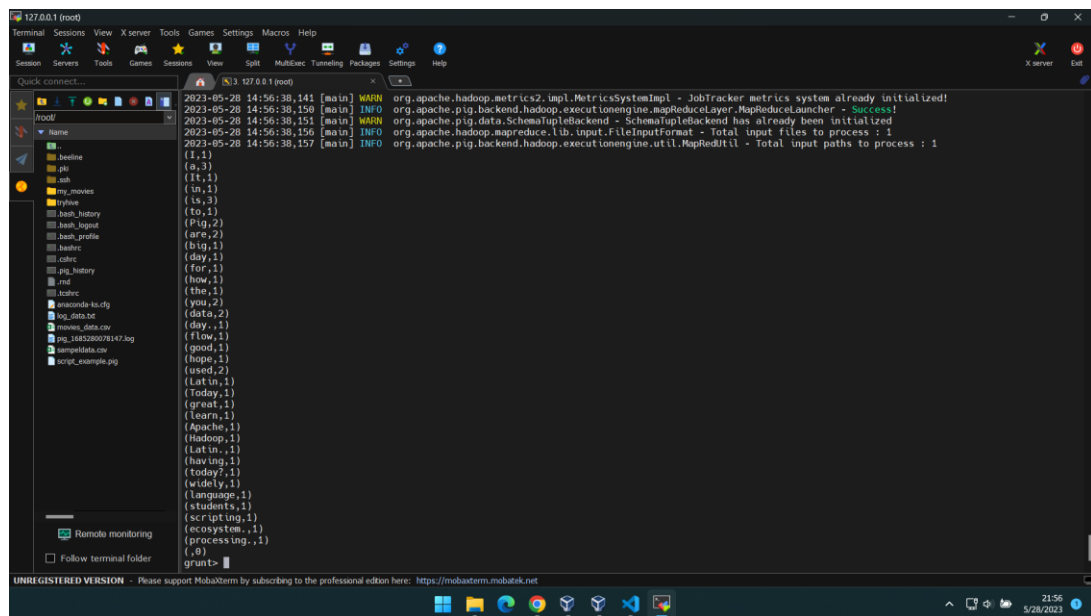 127.0.0.1 (root)
Terminal Sessions View X server Tools Games Settings Macros Help
Session Servers Tools Games Sessions View Split MultiExec Tunneling Packages Settings Help X server Exit
Quick connect...
3. 127.0.0.1 (root)
/root/
Name
..
.beeline
.pki
.ssh
my_movies
tryhive
.bash_history
.bash_logout
.bash_profile
.bashrc
.cshrc
.pig_history
.rnd
.tcshrc
anaconda-ks.cfg
log_data.txt
movies_data.csv
pig_1685280078147.log
sampeldata.csv
script_example.pig
Remote monitoring
Follow terminal folder
2023-05-28 14:56:38,141 [main] WARN org.apache.hadoop.metrics2.impl.MetricsSystemImpl - JobTracker metrics system already initialized!
2023-05-28 14:56:38,150 [main] INFO org.apache.pig.backend.hadoop.executionengine.mapReduceLayer.MapReduceLauncher - Success!
2023-05-28 14:56:38,151 [main] WARN org.apache.pig.data.SchemaTupleBackend - SchemaTupleBackend has already been initialized
2023-05-28 14:56:38,156 [main] INFO org.apache.hadoop.mapreduce.lib.input.FileInputFormat - Total input files to process : 1
2023-05-28 14:56:38,157 [main] INFO org.apache.pig.backend.hadoop.executionengine.util.MapRedUtil - Total input paths to process : 1
(I,1)
(a,3)
(It,1)
(in,1)
(is,3)
(to,1)
(Pig,2)
(are,2)
(big,1)
(day,1)
(for,1)
(how,1)
(the,1)
(you,2)
(data,2)
(day.,1)
(flow,1)
(good,1)
(hope,1)
(used,2)
(Latin,1)
(Today,1)
(great,1)
(learn,1)
(Apache,1)
(Hadoop,1)
(Latin.,1)
(having,1)
(today?,1)
(widely,1)
(language,1)
(students,1)
(scripting,1)
(ecosystem.,1)
(processing.,1)
(,0)
grunt>
UNREGISTERED VERSION - Please support MobaXterm by subscribing to the professional edition here: https://mobaxterm.mobatek.net
21:56
5/28/2023